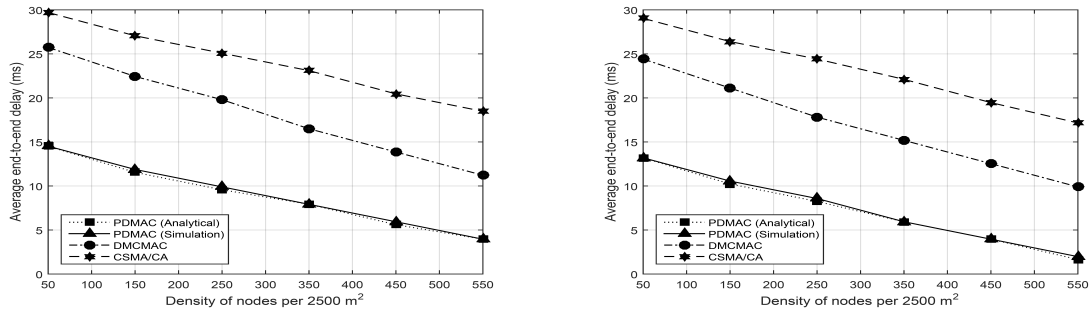 30
25
20
15
10
5
0
Average end-to-end delay (ms)
PDMAC (Analytical)
PDMAC (Simulation)
DMCMAC
CSMA/CA
50 100 150 200 250 300 350 400 450 500 550
Density of nodes per 2500 m²
30
25
20
15
10
5
0
Average end-to-end delay (ms)
PDMAC (Analytical)
PDMAC (Simulation)
DMCMAC
CSMA/CA
50 100 150 200 250 300 350 400 450 500 550
Density of nodes per 2500 m²